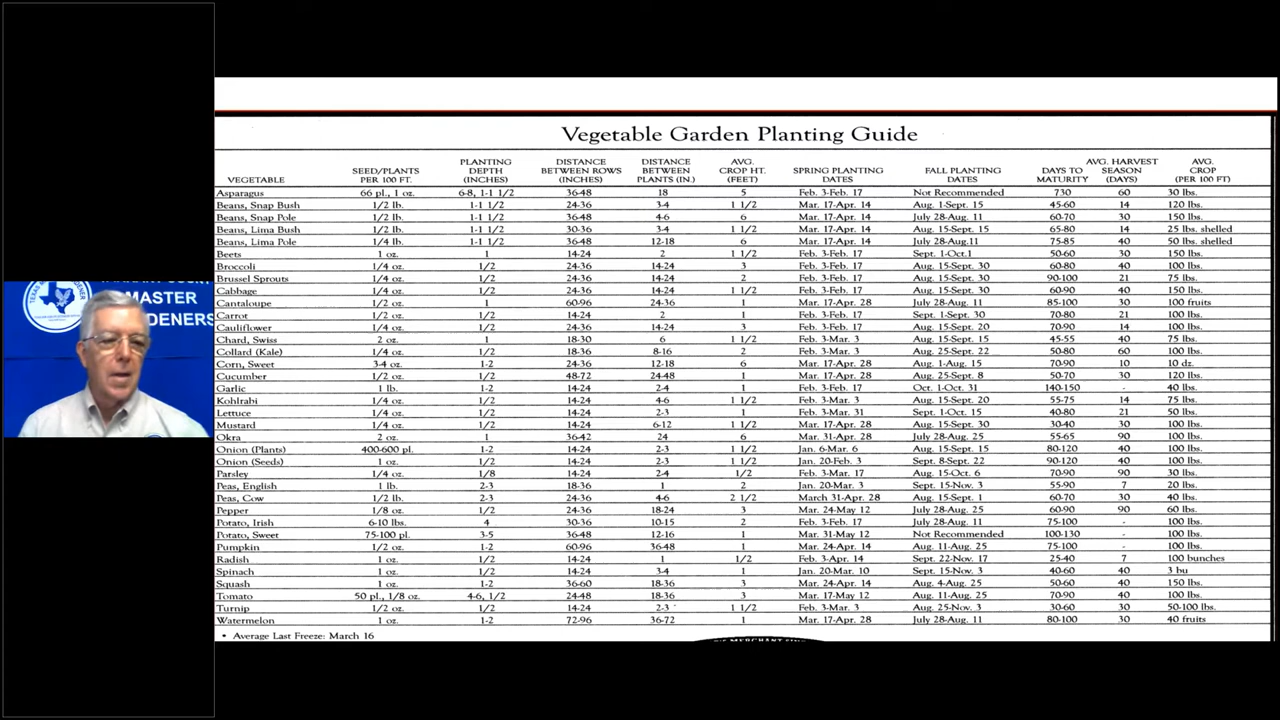 MASTER
Vegetable Garden Planting Guide
VEGETABLE SEED/PLANTS PER 100 FT. PLANTING DEPTH (INCHES) DISTANCE BETWEEN ROWS (INCHES) DISTANCE BETWEEN PLANTS (IN.) AVG. CROP HT. (FEET) SPRING PLANTING DATES FALL PLANTING DATES DAYS TO MATURITY AVG. HARVEST SEASON (DAYS) AVG. CROP (PER 100 FT)
Asparagus 66 pl., 1 oz. 6-8, 1-1 1/2 36-48 18 5 Feb. 3-Feb. 17 Not Recommended 730 60 30 lbs.
Beans, Snap Bush 1/2 lb. 1-1 1/2 24-36 3-4 1 1/2 Mar. 17-Apr. 14 Aug. 1-Sept. 15 45-60 14 120 lbs.
Beans, Snap Pole 1/2 lb. 1-1 1/2 36-48 4-6 6 Mar. 17-Apr. 14 July 28-Aug. 11 60-70 30 150 lbs.
Beans, Lima Bush 1/2 lb. 1-1 1/2 30-36 3-4 1 1/2 Mar. 17-Apr. 14 Aug. 15-Sept. 15 65-80 14 25 lbs. shelled
Beans, Lima Pole 1/4 lb. 1-1 1/2 36-48 12-18 6 Mar. 17-Apr. 14 July 28-Aug.11 75-85 40 50 lbs. shelled
Beets 1 oz. 1 14-24 2 1 1/2 Feb. 3-Feb. 17 Sept. 1-Oct.1 50-60 30 150 lbs.
Broccoli 1/4 oz. 1/2 24-36 14-24 3 Feb. 3-Feb. 17 Aug. 15-Sept. 30 60-80 40 100 lbs.
Brussel Sprouts 1/4 oz. 1/2 24-36 14-24 2 Feb. 3-Feb. 17 Aug. 15-Sept. 30 90-100 21 75 lbs.
Cabbage 1/4 oz. 1/2 24-36 14-24 1 1/2 Feb. 3-Feb. 17 Aug. 15-Sept. 30 60-90 40 150 lbs.
Cantaloupe 1/2 oz. 1 60-96 24-36 1 Mar. 17-Apr. 28 July 28-Aug. 11 85-100 30 100 fruits
Carrot 1/2 oz. 1/2 14-24 2 1 Feb. 3-Feb. 17 Sept. 1-Sept. 30 70-80 21 100 lbs.
Cauliflower 1/4 oz. 1/2 24-36 14-24 3 Feb. 3-Feb. 17 Aug. 15-Sept. 20 70-90 14 100 lbs.
Chard, Swiss 2 oz. 1 18-30 6 1 1/2 Feb. 3-Mar. 3 Aug. 15-Sept. 15 45-55 40 75 lbs.
Collard (Kale) 1/4 oz. 1/2 18-36 8-16 2 Feb. 3-Mar. 3 Aug. 25-Sept. 22 50-80 60 100 lbs.
Corn, Sweet 3-4 oz. 1-2 24-36 12-18 6 Mar. 17-Apr. 28 Aug. 1-Aug. 15 70-90 10 10 dz.
Cucumber 1/2 oz. 1/2 48-72 24-48 1 Mar. 17-Apr. 28 Aug. 25-Sept. 8 50-70 30 120 lbs.
Garlic 1 lb. 1-2 14-24 2-4 1 Feb. 3-Feb. 17 Oct. 1-Oct. 31 140-150 - 40 lbs.
Kohlrabi 1/4 oz. 1/2 14-24 4-6 1 1/2 Feb. 3-Mar. 3 Aug. 15-Sept. 20 55-75 14 75 lbs.
Lettuce 1/4 oz. 1/2 14-24 2-3 1 Feb. 3-Mar. 31 Sept. 1-Oct. 15 40-80 21 50 lbs.
Mustard 1/4 oz. 1/2 14-24 6-12 1 1/2 Mar. 17-Apr. 28 Aug. 15-Sept. 30 30-40 30 100 lbs.
Okra 2 oz. 1 36-42 24 6 Mar. 31-Apr. 28 July 28-Aug. 25 55-65 90 100 lbs.
Onion (Plants) 400-600 pl. 1-2 14-24 2-3 1 1/2 Jan. 6-Mar. 6 Aug. 15-Sept. 15 80-120 40 100 lbs.
Onion (Seeds) 1 oz. 1/2 14-24 2-3 1 1/2 Jan. 20-Feb. 3 Sept. 8-Sept. 22 90-120 40 100 lbs.
Parsley 1/4 oz. 1/8 14-24 2-4 1/2 Feb. 3-Mar. 17 Aug. 15-Oct. 6 70-90 90 30 lbs.
Peas, English 1 lb. 2-3 18-36 1 2 Jan. 20-Mar. 3 Sept. 15-Nov. 3 55-90 7 20 lbs.
Peas, Cow 1/2 lb. 2-3 24-36 4-6 2 1/2 March 31-Apr. 28 Aug. 15-Sept. 1 60-70 30 40 lbs.
Pepper 1/8 oz. 1/2 24-36 18-24 3 Mar. 24-May 12 July 28-Aug. 25 60-90 90 60 lbs.
Potato, Irish 6-10 lbs. 4 30-36 10-15 2 Feb. 3-Feb. 17 July 28-Aug. 11 75-100 - 100 lbs.
Potato, Sweet 75-100 pl. 3-5 36-48 12-16 1 Mar. 31-May 12 Not Recommended 100-130 - 100 lbs.
Pumpkin 1/2 oz. 1-2 60-96 36-48 1 Mar. 24-Apr. 14 Aug. 11-Aug. 25 75-100 - 100 lbs.
Radish 1 oz. 1/2 14-24 1 1/2 Feb. 3-Apr. 14 Sept. 22-Nov. 17 25-40 7 100 bunches
Spinach 1 oz. 1/2 14-24 3-4 1 Jan. 20-Mar. 10 Sept. 15-Nov. 3 40-60 40 3 bu
Squash 1 oz. 1-2 36-60 18-36 3 Mar. 24-Apr. 14 Aug. 4-Aug. 25 50-60 40 150 lbs.
Tomato 50 pl., 1/8 oz. 4-6, 1/2 24-48 18-36 3 Mar. 17-May 12 Aug. 11-Aug. 25 70-90 40 100 lbs.
Turnip 1/2 oz. 1/2 14-24 2-3 1 1/2 Feb. 3-Mar. 3 Aug. 25-Nov. 3 30-60 30 50-100 lbs.
Watermelon 1 oz. 1-2 72-96 36-72 1 Mar. 17-Apr. 28 July 28-Aug. 11 80-100 30 40 fruits
• Average Last Freeze: March 16